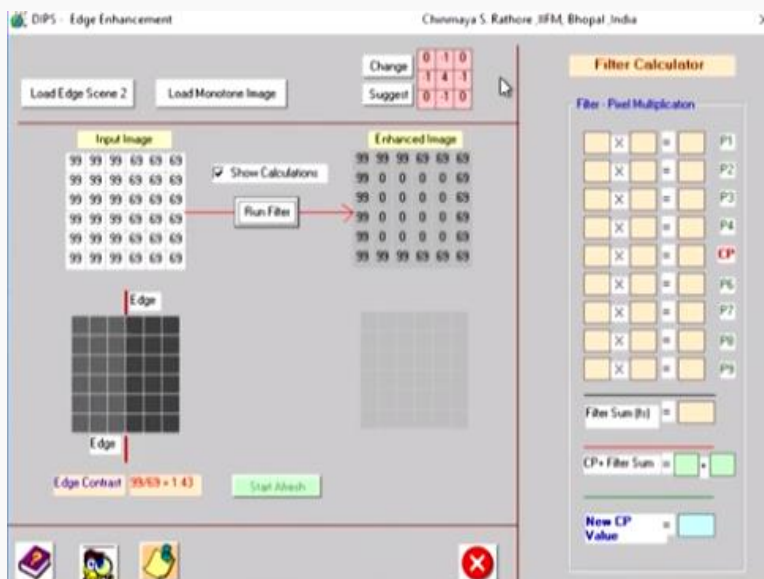 DIPS - Edge Enhancement
Chinmaya S. Rathore ,IIFM, Bhopal ,India
Load Edge Scene 2
Load Monotone Image
Change
Suggest
0 -1 0
-1 4 -1
0 -1 0
Input Image
99 99 99 69 69 69
99 99 99 69 69 69
99 99 99 69 69 69
99 99 99 69 69 69
99 99 99 69 69 69
99 99 99 69 69 69
Show Calculations
Run Filter
Enhanced Image
99 99 99 69 69 69
99 0 0 0 0 69
99 0 0 0 0 69
99 0 0 0 0 69
99 0 0 0 0 69
99 99 99 69 69 69
Edge
Edge
Edge Contrast 99/69 = 1.43
Start Afresh
Filter Calculator
Filter - Pixel Multiplication
X = P1
X = P2
X = P3
X = P4
X = CP
X = P6
X = P7
X = P8
X = P9
Filter Sum (fs) =
CP+ Filter Sum = +
New CP Value =